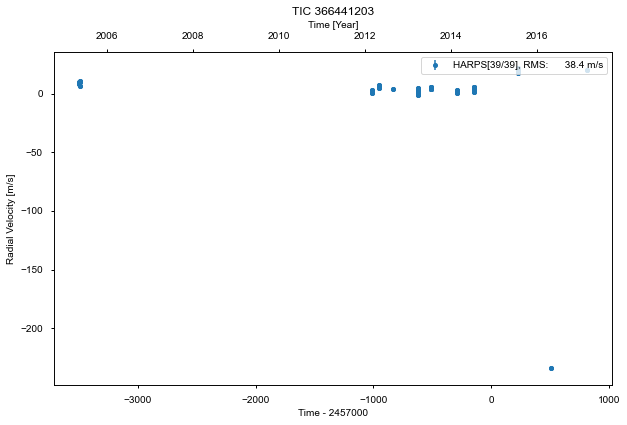 TIC 366441203
Time [Year]
2006 2008 2010 2012 2014 2016
HARPS[39/39], RMS: 38.4 m/s
0
−50
−100
−150
−200
Radial Velocity [m/s]
−3000 −2000 −1000 0 1000
Time - 2457000